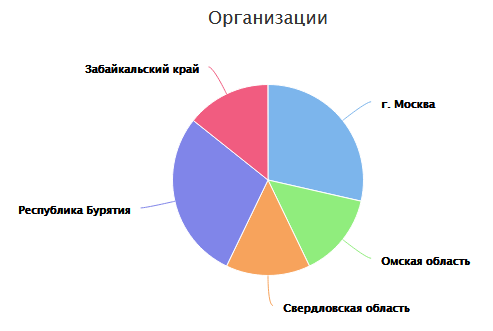 Организации
Забайкальский край
г. Москва
Республика Бурятия
Омская область
Свердловская область